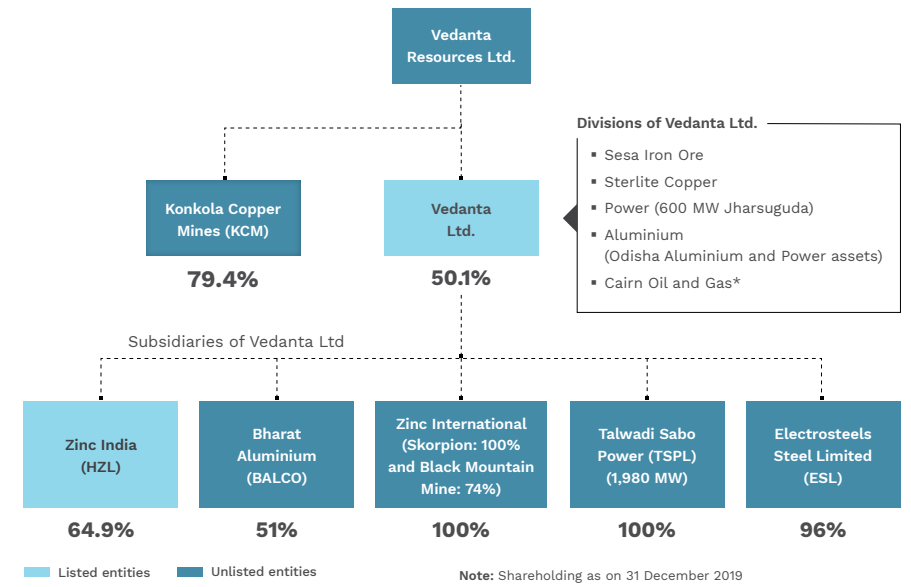 Vedanta
Resources Ltd.
Divisions of Vedanta Ltd.
▪ Sesa Iron Ore
▪ Sterlite Copper
▪ Power (600 MW Jharsuguda)
▪ Aluminium
(Odisha Aluminium and Power assets)
▪ Cairn Oil and Gas*
Konkola Copper
Mines (KCM)
79.4%
Vedanta
Ltd.
50.1%
Subsidiaries of Vedanta Ltd
Zinc India
(HZL)
64.9%
Bharat
Aluminium
(BALCO)
51%
Zinc International
(Skorpion: 100%
and Black Mountain
Mine: 74%)
100%
Talwadi Sabo
Power (TSPL)
(1,980 MW)
100%
Electrosteels
Steel Limited
(ESL)
96%
Listed entities
Unlisted entities
Note: Shareholding as on 31 December 2019